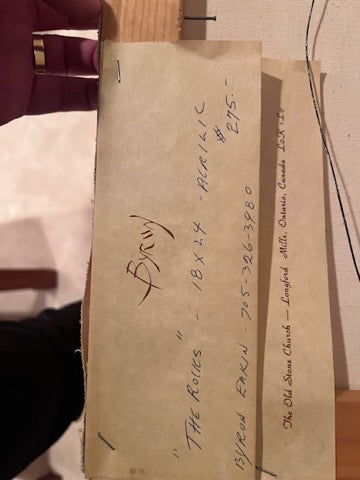 Byron
"THE ROCKS" - 18 X 24 - ACRILIC
$ 275.-
BYRON EAKIN - 705-326-3980
The Old Stone Church — Longford Mills, Ontario, Canada L0K 1L0